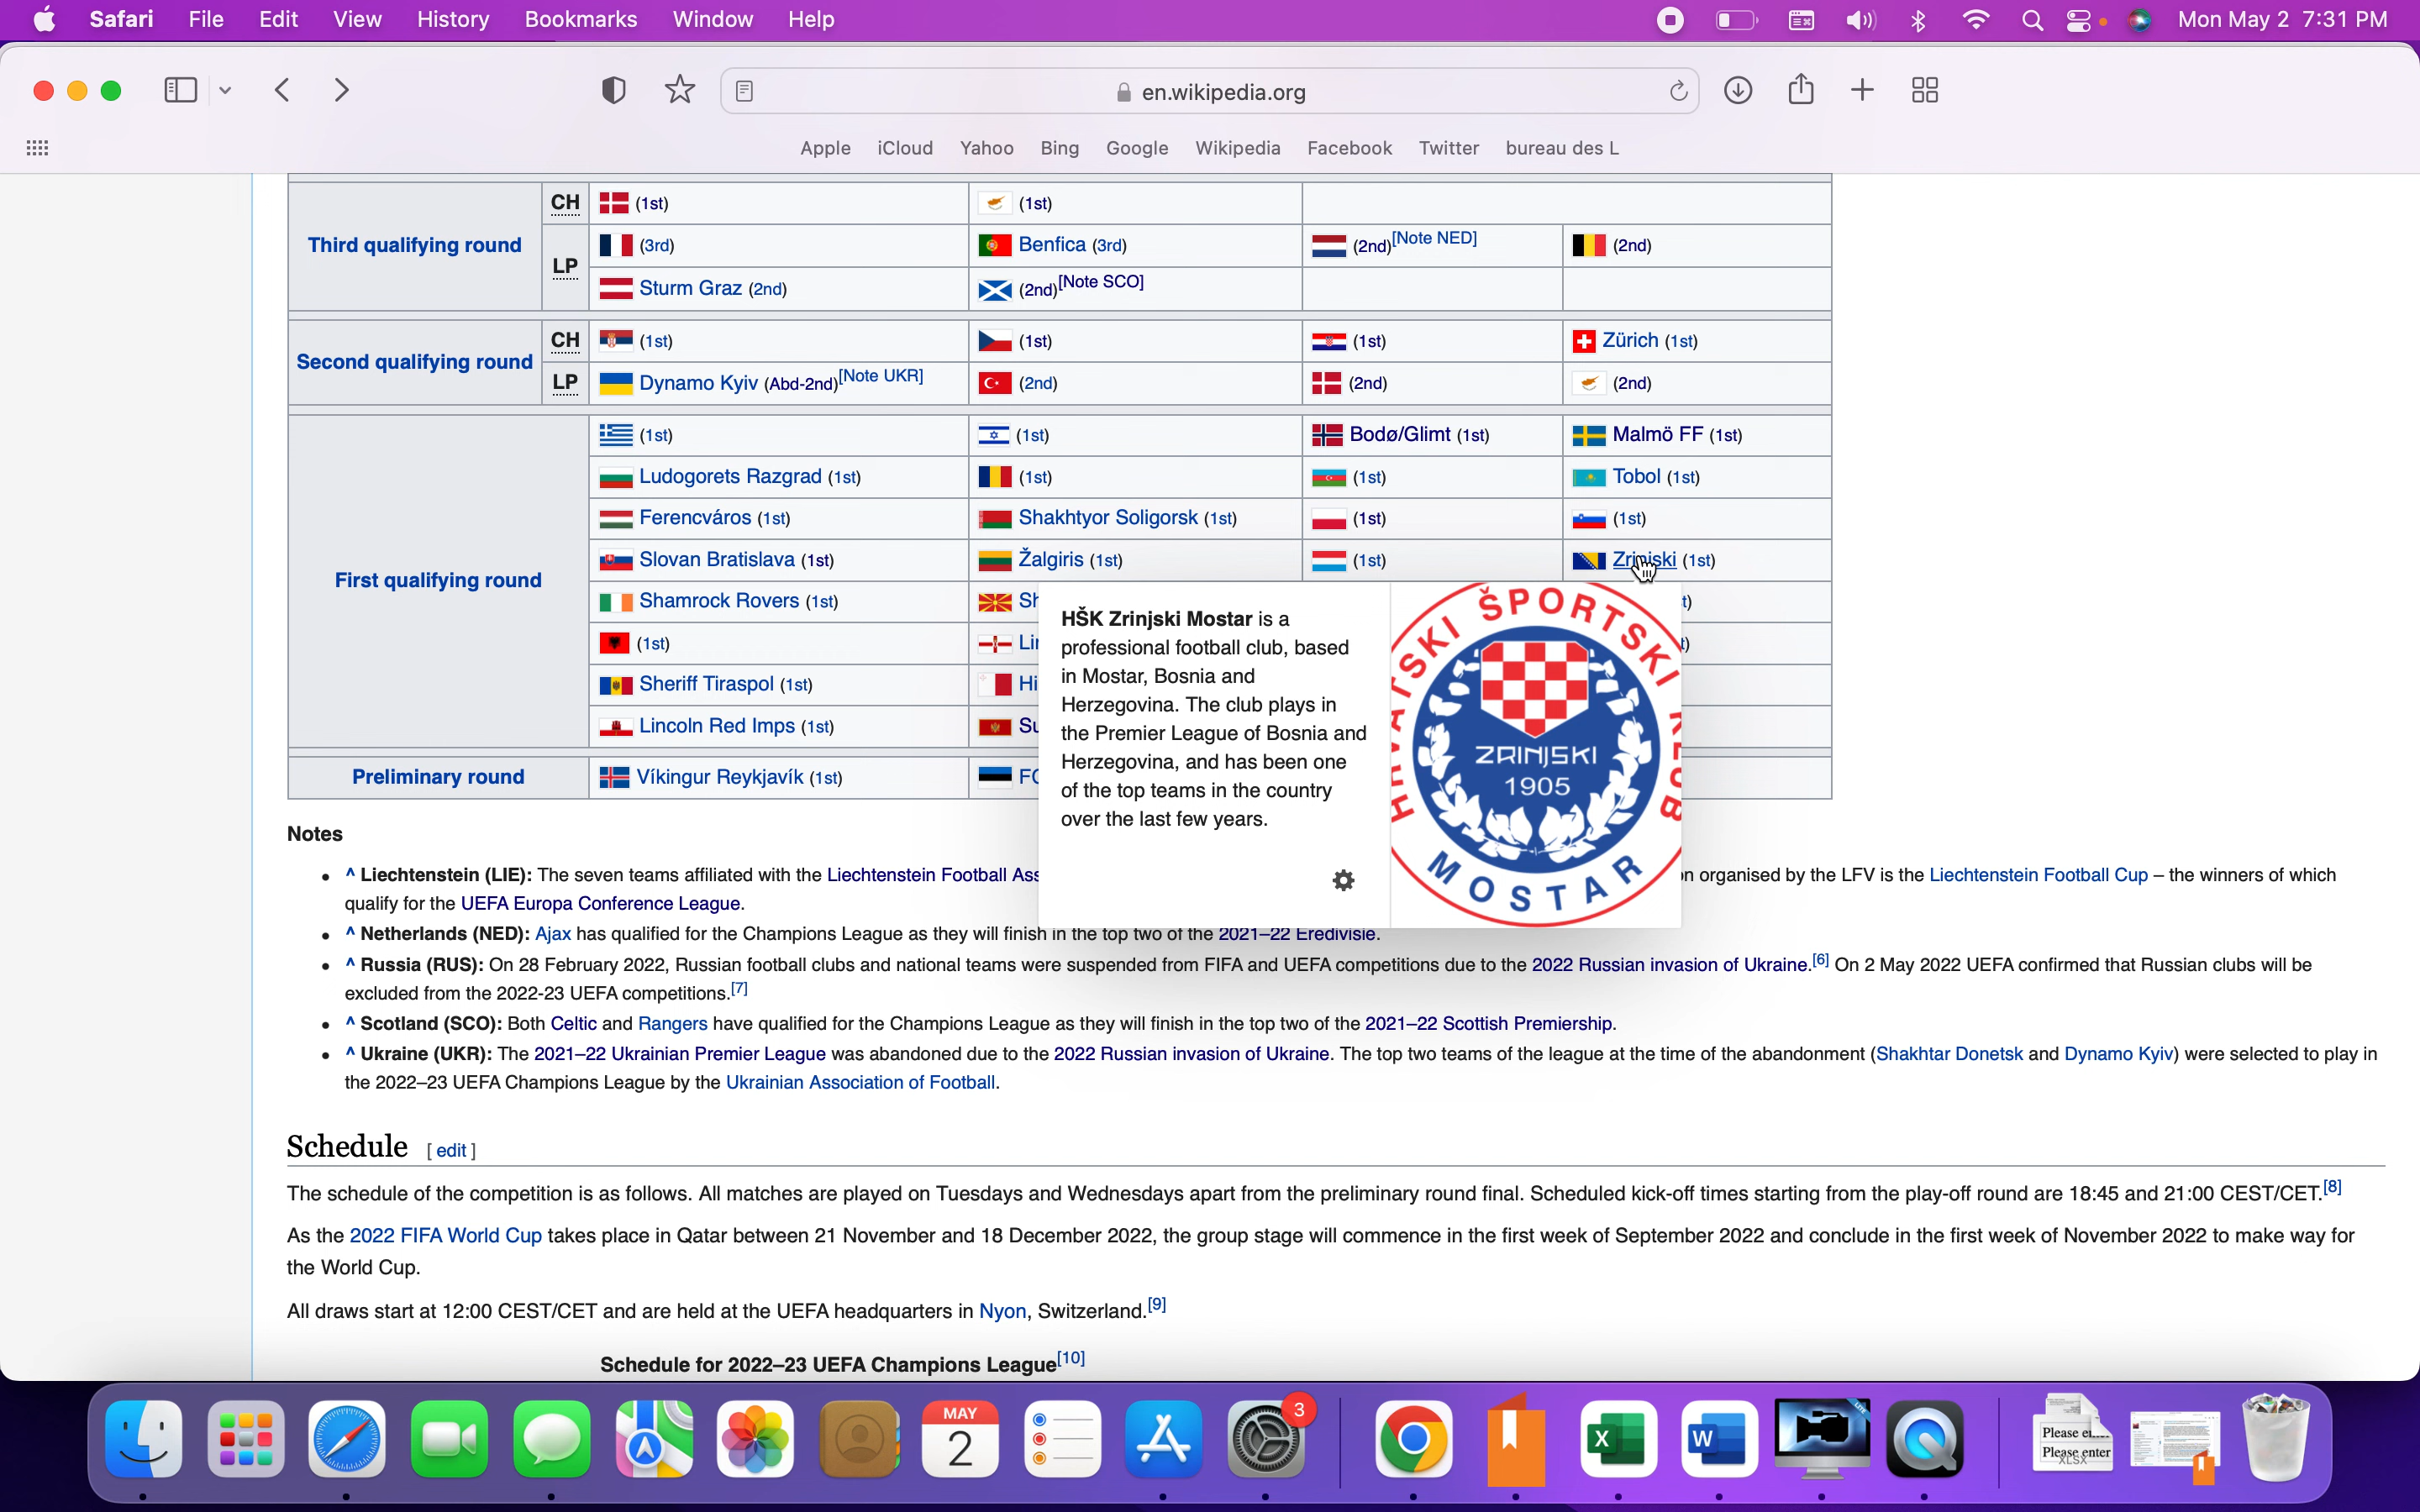 Safari File Edit View History Bookmarks Window Help Mon May 2 7:31 PM
en.wikipedia.org
Apple iCloud Yahoo Bing Google Wikipedia Facebook Twitter bureau des L
Third qualifying round CH (1st) (1st)
LP (3rd) Benfica (3rd) (2nd)[Note NED] (2nd)
Sturm Graz (2nd) (2nd)[Note SCO]
Second qualifying round CH (1st) (1st) (1st) Zürich (1st)
LP Dynamo Kyiv (Abd-2nd)[Note UKR] (2nd) (2nd) (2nd)
First qualifying round (1st) (1st) Bodø/Glimt (1st) Malmö FF (1st)
Ludogorets Razgrad (1st) (1st) (1st) Tobol (1st)
Ferencváros (1st) Shakhtyor Soligorsk (1st) (1st) (1st)
Slovan Bratislava (1st) Žalgiris (1st) (1st) Zrinjski (1st)
Shamrock Rovers (1st) Sh t)
(1st) Lin t)
Sheriff Tiraspol (1st) Hi
Lincoln Red Imps (1st) Su
Preliminary round Víkingur Reykjavík (1st) FC
HŠK Zrinjski Mostar is a
professional football club, based
in Mostar, Bosnia and
Herzegovina. The club plays in
the Premier League of Bosnia and
Herzegovina, and has been one
of the top teams in the country
over the last few years.
HRVATSKI ŠPORTSKI KLUB
ZRINJSKI
1905
MOSTAR
Notes
• ^ Liechtenstein (LIE): The seven teams affiliated with the Liechtenstein Football Ass n organised by the LFV is the Liechtenstein Football Cup – the winners of which
qualify for the UEFA Europa Conference League.
• ^ Netherlands (NED): Ajax has qualified for the Champions League as they will finish in the top two of the 2021–22 Eredivisie.
• ^ Russia (RUS): On 28 February 2022, Russian football clubs and national teams were suspended from FIFA and UEFA competitions due to the 2022 Russian invasion of Ukraine.[6] On 2 May 2022 UEFA confirmed that Russian clubs will be
excluded from the 2022-23 UEFA competitions.[7]
• ^ Scotland (SCO): Both Celtic and Rangers have qualified for the Champions League as they will finish in the top two of the 2021–22 Scottish Premiership.
• ^ Ukraine (UKR): The 2021–22 Ukrainian Premier League was abandoned due to the 2022 Russian invasion of Ukraine. The top two teams of the league at the time of the abandonment (Shakhtar Donetsk and Dynamo Kyiv) were selected to play in
the 2022–23 UEFA Champions League by the Ukrainian Association of Football.
Schedule [ edit ]
The schedule of the competition is as follows. All matches are played on Tuesdays and Wednesdays apart from the preliminary round final. Scheduled kick-off times starting from the play-off round are 18:45 and 21:00 CEST/CET.[8]
As the 2022 FIFA World Cup takes place in Qatar between 21 November and 18 December 2022, the group stage will commence in the first week of September 2022 and conclude in the first week of November 2022 to make way for
the World Cup.
All draws start at 12:00 CEST/CET and are held at the UEFA headquarters in Nyon, Switzerland.[9]
Schedule for 2022–23 UEFA Champions League[10]
MAY
2
3
X
W
Please en
Please enter
XLSX